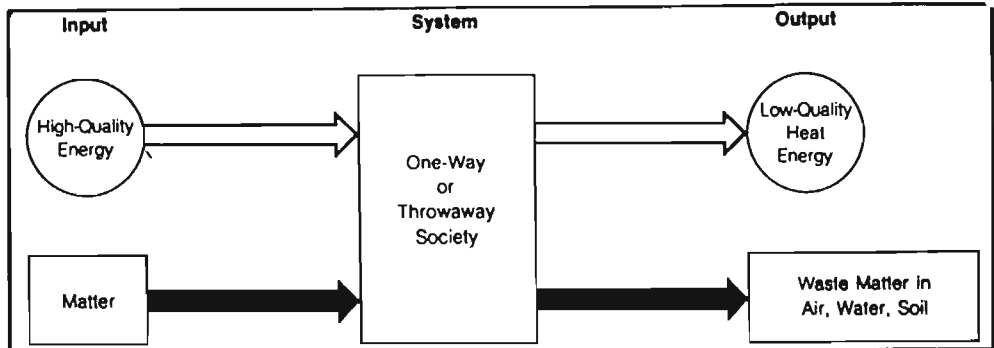 Input
System
Output
High-Quality
Energy
One-Way
or
Throwaway
Society
Low-Quality
Heat
Energy
Matter
Waste Matter in
Air, Water, Soil